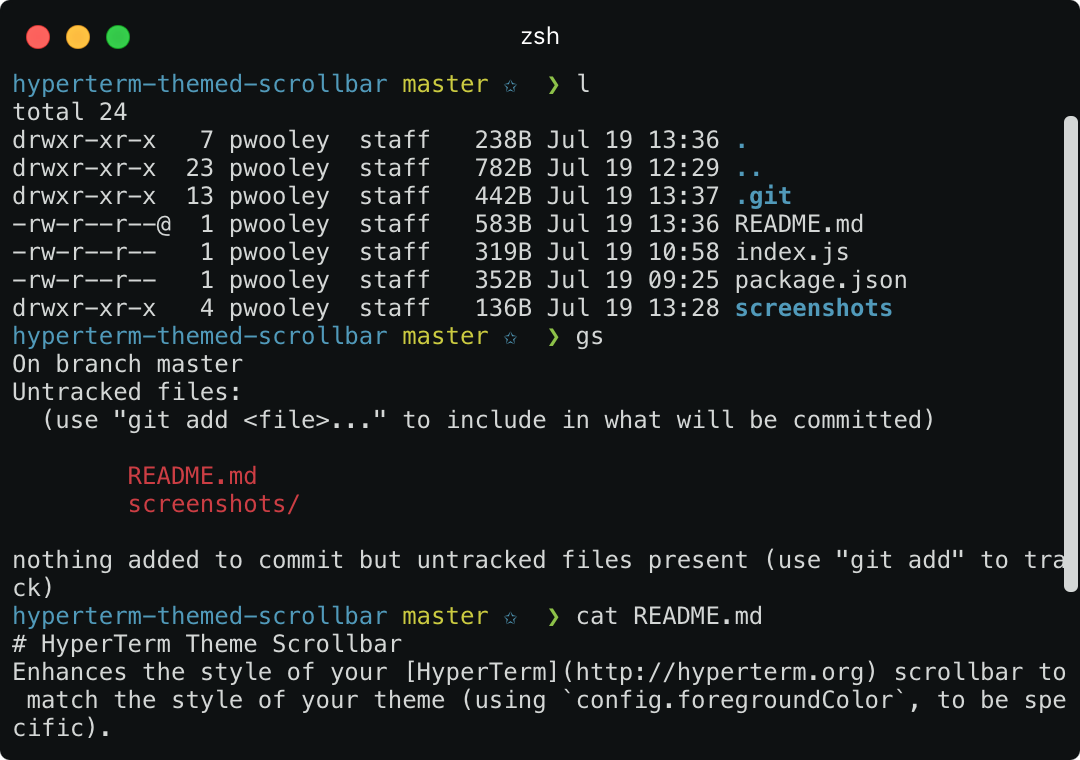 zsh
hyperterm-themed-scrollbar master ✩  ❯ l
total 24
drwxr-xr-x   7 pwooley  staff   238B Jul 19 13:36 .
drwxr-xr-x  23 pwooley  staff   782B Jul 19 12:29 ..
drwxr-xr-x  13 pwooley  staff   442B Jul 19 13:37 .git
-rw-r--r--@  1 pwooley  staff   583B Jul 19 13:36 README.md
-rw-r--r--   1 pwooley  staff   319B Jul 19 10:58 index.js
-rw-r--r--   1 pwooley  staff   352B Jul 19 09:25 package.json
drwxr-xr-x   4 pwooley  staff   136B Jul 19 13:28 screenshots
hyperterm-themed-scrollbar master ✩  ❯ gs
On branch master
Untracked files:
  (use "git add <file>..." to include in what will be committed)

        README.md
        screenshots/

nothing added to commit but untracked files present (use "git add" to tra
ck)
hyperterm-themed-scrollbar master ✩  ❯ cat README.md
# HyperTerm Theme Scrollbar
Enhances the style of your [HyperTerm](http://hyperterm.org) scrollbar to
 match the style of your theme (using `config.foregroundColor`, to be spe
cific).